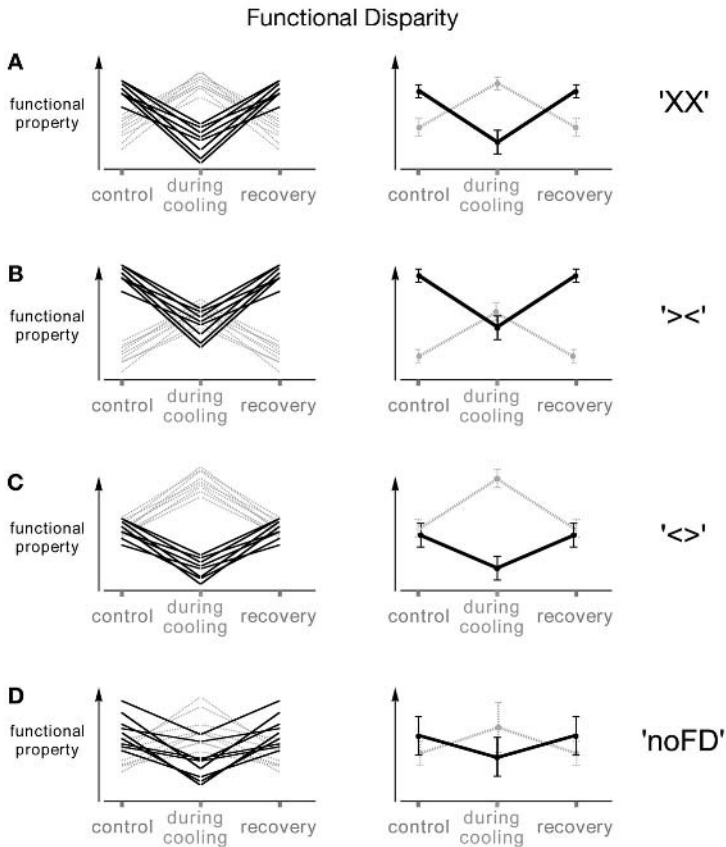 Functional Disparity
A
functional
property
control
during
cooling
recovery
control
during
cooling
recovery
'XX'
B
functional
property
control
during
cooling
recovery
control
during
cooling
recovery
'><'
C
functional
property
control
during
cooling
recovery
control
during
cooling
recovery
'<>'
D
functional
property
control
during
cooling
recovery
control
during
cooling
recovery
'noFD'